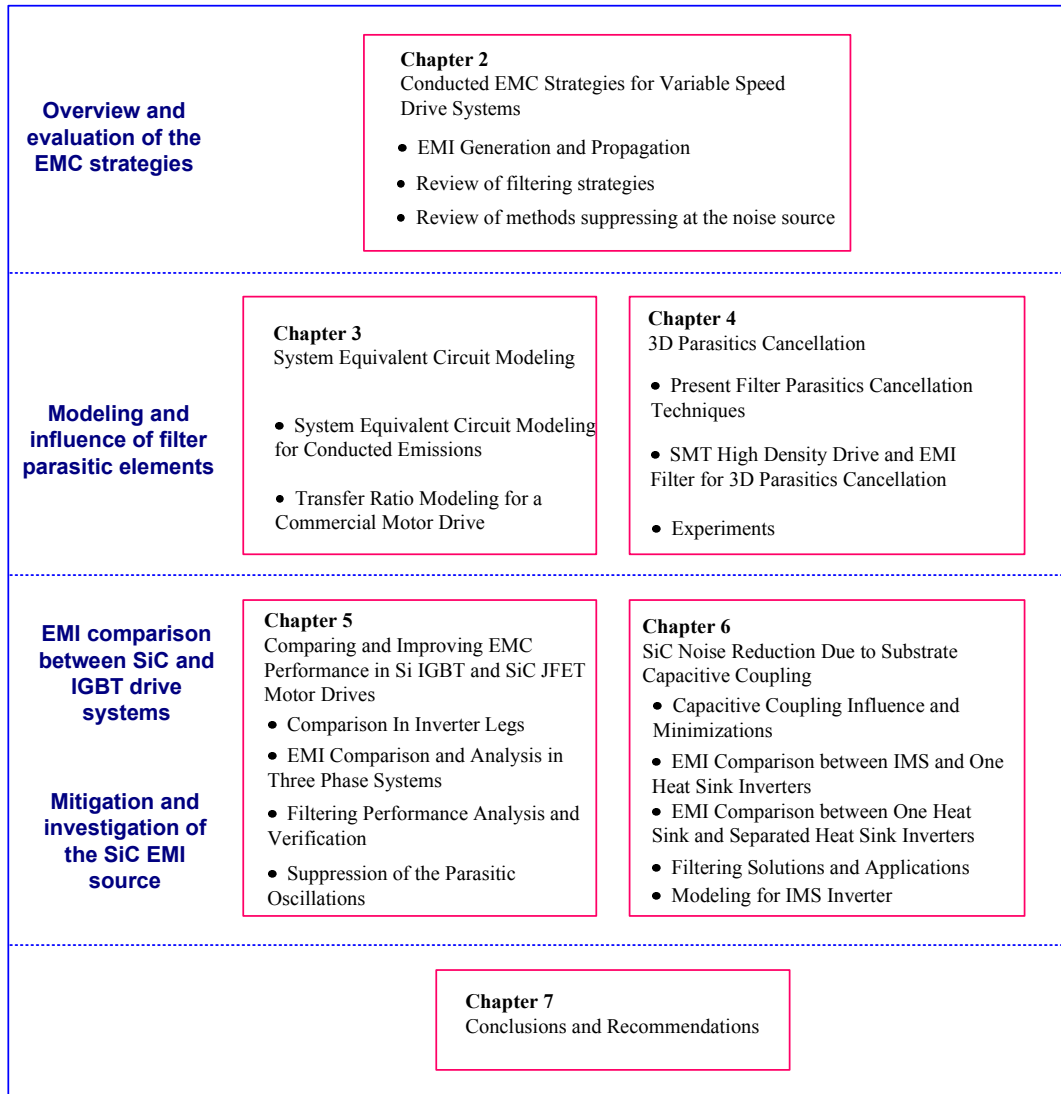 Overview and
evaluation of the
EMC strategies
Chapter 2
Conducted EMC Strategies for Variable Speed
Drive Systems
• EMI Generation and Propagation
• Review of filtering strategies
• Review of methods suppressing at the noise source
Modeling and
influence of filter
parasitic elements
Chapter 3
System Equivalent Circuit Modeling
• System Equivalent Circuit Modeling
for Conducted Emissions
• Transfer Ratio Modeling for a
Commercial Motor Drive
Chapter 4
3D Parasitics Cancellation
• Present Filter Parasitics Cancellation
Techniques
• SMT High Density Drive and EMI
Filter for 3D Parasitics Cancellation
• Experiments
EMI comparison
between SiC and
IGBT drive
systems
Mitigation and
investigation of
the SiC EMI
source
Chapter 5
Comparing and Improving EMC
Performance in Si IGBT and SiC JFET
Motor Drives
• Comparison In Inverter Legs
• EMI Comparison and Analysis in
Three Phase Systems
• Filtering Performance Analysis and
Verification
• Suppression of the Parasitic
Oscillations
Chapter 6
SiC Noise Reduction Due to Substrate
Capacitive Coupling
• Capacitive Coupling Influence and
Minimizations
• EMI Comparison between IMS and One
Heat Sink Inverters
• EMI Comparison between One Heat
Sink and Separated Heat Sink Inverters
• Filtering Solutions and Applications
• Modeling for IMS Inverter
Chapter 7
Conclusions and Recommendations